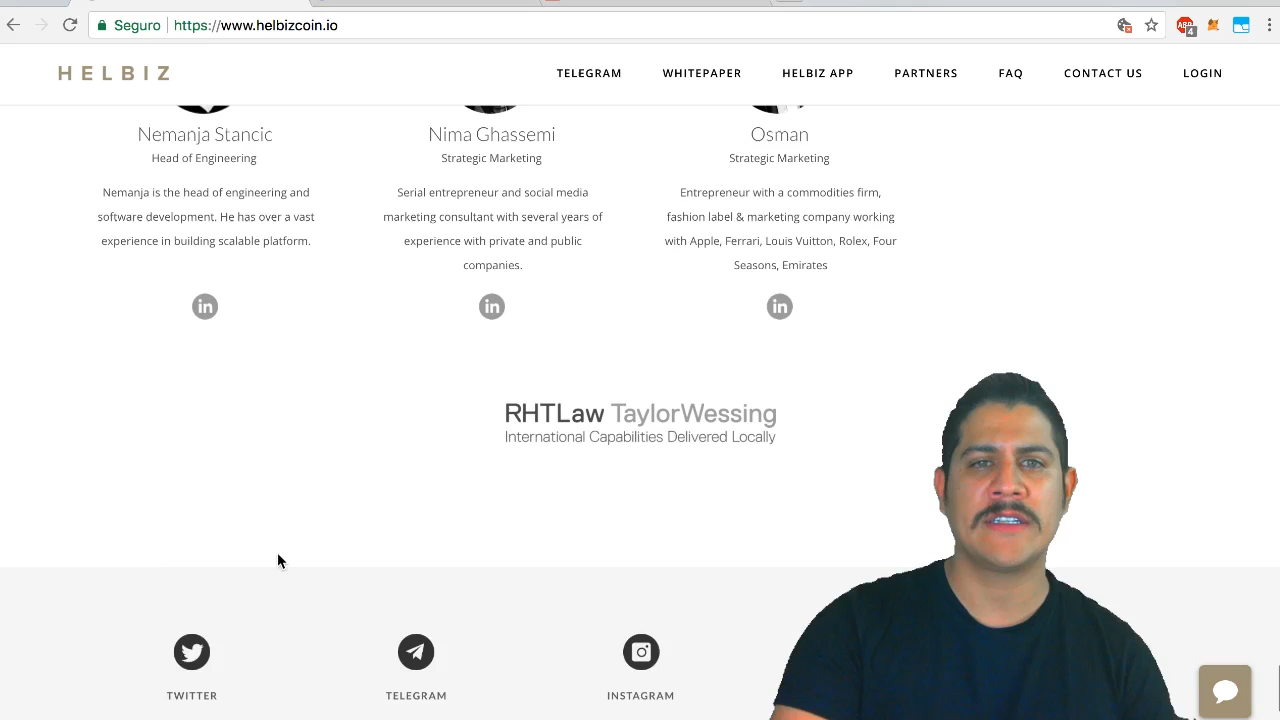 Seguro https://www.helbizcoin.io
4
HELBIZ
TELEGRAM WHITEPAPER HELBIZ APP PARTNERS FAQ CONTACT US LOGIN
Nemanja Stancic
Head of Engineering
Nemanja is the head of engineering and
software development. He has over a vast
experience in building scalable platform.
in
Nima Ghassemi
Strategic Marketing
Serial entrepreneur and social media
marketing consultant with several years of
experience with private and public
companies.
in
Osman
Strategic Marketing
Entrepreneur with a commodities firm,
fashion label & marketing company working
with Apple, Ferrari, Louis Vuitton, Rolex, Four
Seasons, Emirates
in
RHTLaw TaylorWessing
International Capabilities Delivered Locally
TWITTER
TELEGRAM
INSTAGRAM